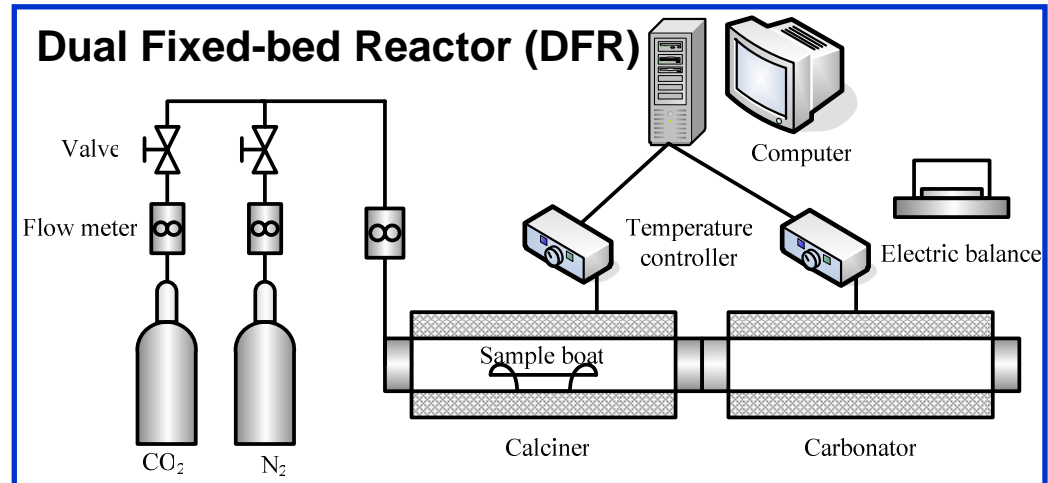 Dual Fixed-bed Reactor (DFR)
Valve
Computer
Flow meter
Temperature
controller
Electric balance
Sample boat
Calciner
Carbonator
CO₂
N₂